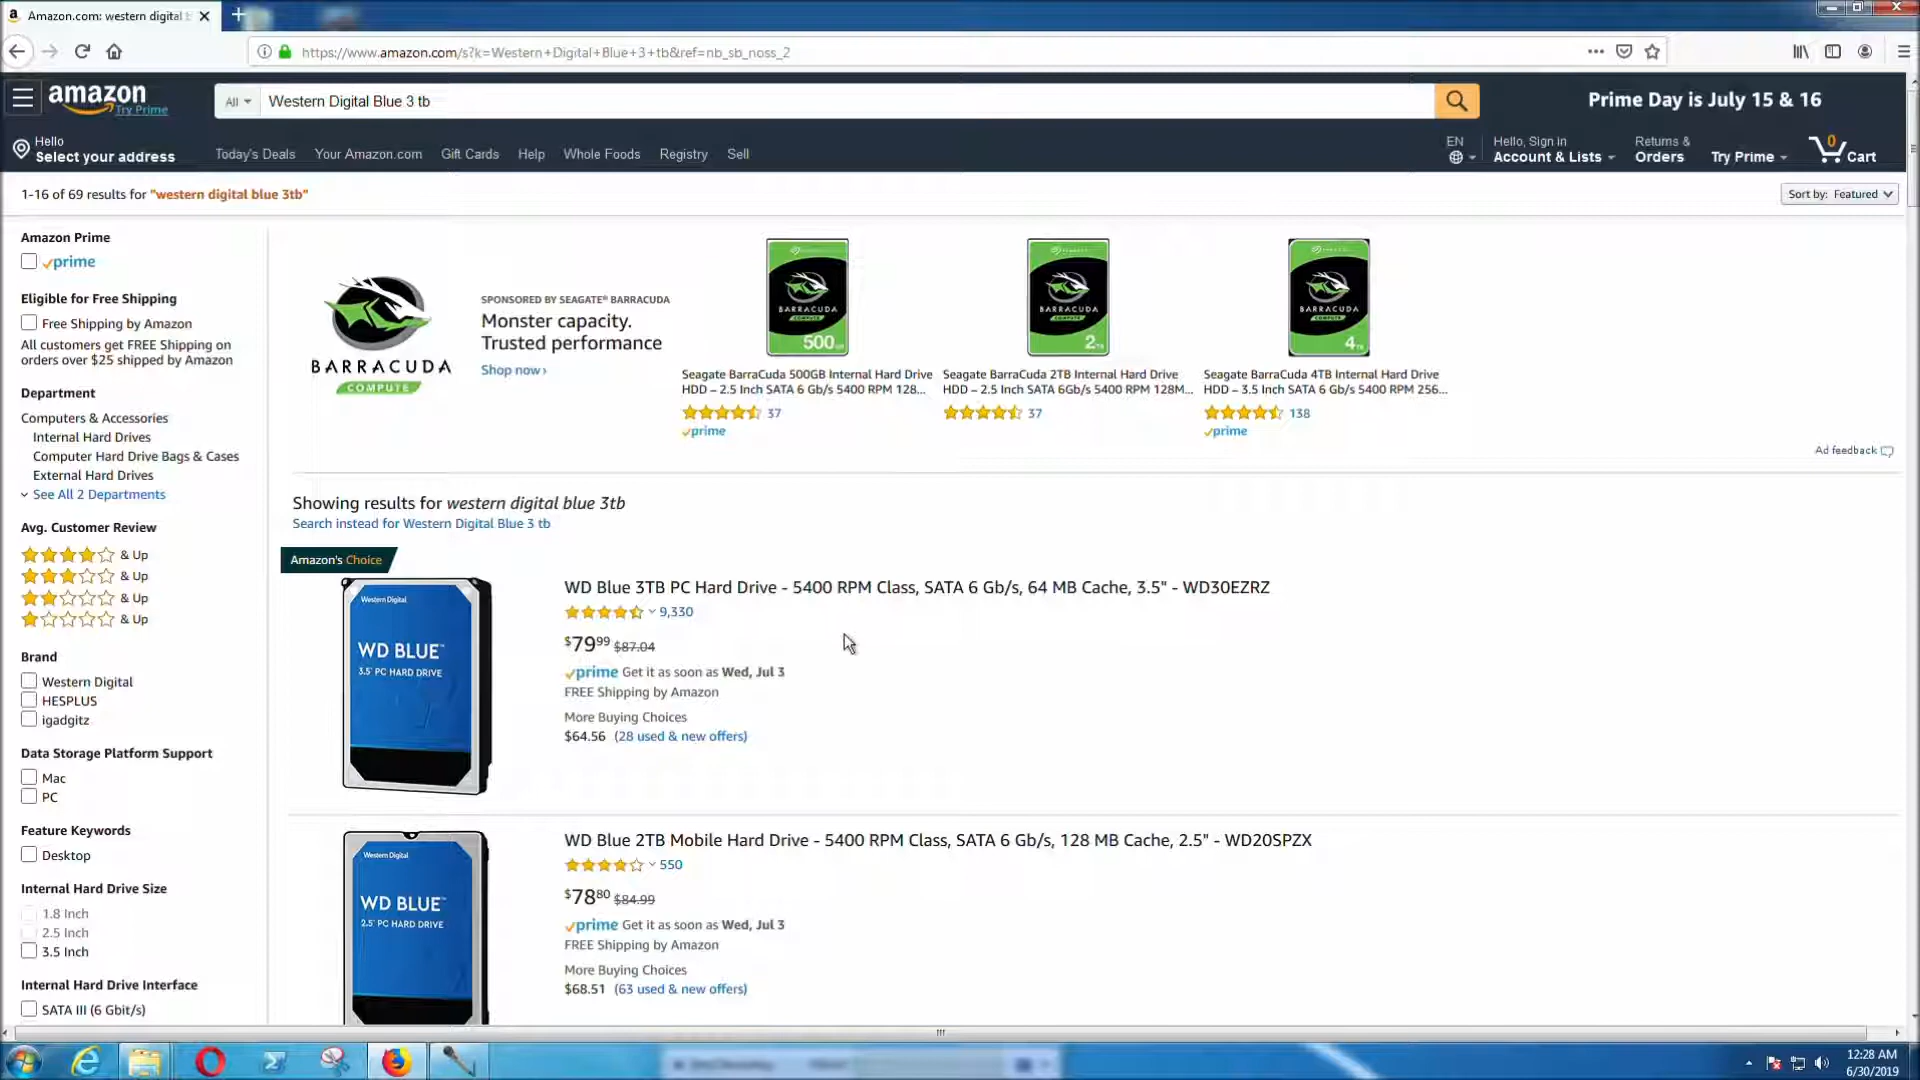 Amazon.com: western digital
https://www.amazon.com/s?k=Western+Digital+Blue+3+tb&ref=nb_sb_noss_2
amazon
Try Prime
All
Western Digital Blue 3 tb
Prime Day is July 15 & 16
Hello
Select your address
Today's Deals
Your Amazon.com
Gift Cards
Help
Whole Foods
Registry
Sell
EN
Hello, Sign in
Account & Lists
Returns &
Orders
Try Prime
0
Cart
1-16 of 69 results for "western digital blue 3tb"
Sort by: Featured
Amazon Prime
prime
Eligible for Free Shipping
Free Shipping by Amazon
All customers get FREE Shipping on
orders over $25 shipped by Amazon
Department
Computers & Accessories
Internal Hard Drives
Computer Hard Drive Bags & Cases
External Hard Drives
See All 2 Departments
Avg. Customer Review
& Up
& Up
& Up
& Up
Brand
Western Digital
HESPLUS
igadgitz
Data Storage Platform Support
Mac
PC
Feature Keywords
Desktop
Internal Hard Drive Size
1.8 Inch
2.5 Inch
3.5 Inch
Internal Hard Drive Interface
SATA III (6 Gbit/s)
BARRACUDA
COMPUTE
SPONSORED BY SEAGATE® BARRACUDA
Monster capacity.
Trusted performance
Shop now ›
BARRACUDA
COMPUTE
500
Seagate BarraCuda 500GB Internal Hard Drive
HDD – 2.5 Inch SATA 6 Gb/s 5400 RPM 128...
37
prime
BARRACUDA
COMPUTE
2TB
Seagate BarraCuda 2TB Internal Hard Drive
HDD – 2.5 Inch SATA 6Gb/s 5400 RPM 128M...
37
BARRACUDA
COMPUTE
4TB
Seagate BarraCuda 4TB Internal Hard Drive
HDD – 3.5 Inch SATA 6 Gb/s 5400 RPM 256...
138
prime
Ad feedback
Showing results for western digital blue 3tb
Search instead for Western Digital Blue 3 tb
Amazon's Choice
Western Digital
WD BLUE™
3.5" PC HARD DRIVE
WD Blue 3TB PC Hard Drive - 5400 RPM Class, SATA 6 Gb/s, 64 MB Cache, 3.5" - WD30EZRZ
9,330
$79 99 $87.04
prime Get it as soon as Wed, Jul 3
FREE Shipping by Amazon
More Buying Choices
$64.56 (28 used & new offers)
Western Digital
WD BLUE™
2.5" PC HARD DRIVE
WD Blue 2TB Mobile Hard Drive - 5400 RPM Class, SATA 6 Gb/s, 128 MB Cache, 2.5" - WD20SPZX
550
$78 80 $84.99
prime Get it as soon as Wed, Jul 3
FREE Shipping by Amazon
More Buying Choices
$68.51 (63 used & new offers)
12:28 AM
6/30/2019